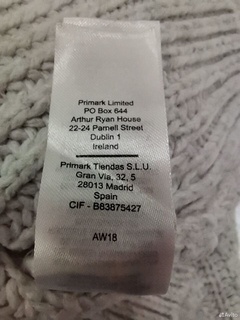 Primark Limited
PO Box 644
Arthur Ryan House
22-24 Parnell Street
Dublin 1
Ireland
Primark Tiendas S.L.U.
Gran Via, 32, 5
28013 Madrid
Spain
CIF - B83875427
AW18
Avito